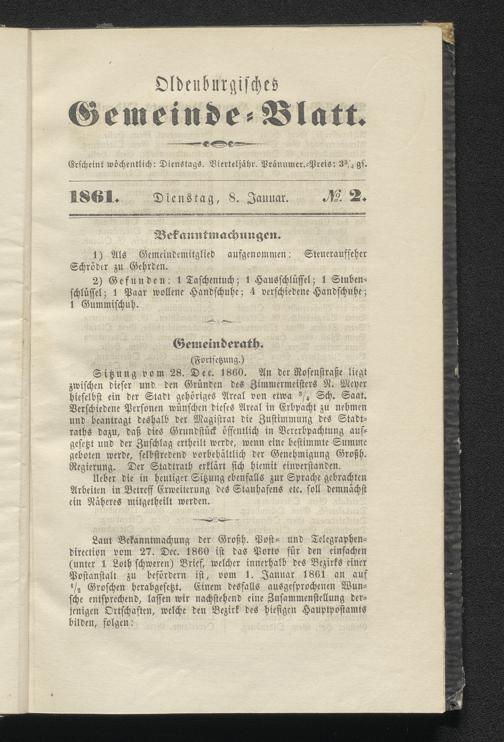 Oldenburgisches
Gemeinde-Blatt.
Erscheint wöchentlich: Dienstags. Vierteljähr. Pränumer.-Preis: 3³/₄ gs.
1861. Dienstag, 8. Januar. № 2.
Bekanntmachungen.
1) Als Gemeindemitglied aufgenommen: Steueraufseher
Schröder zu Gehrden.
2) Gefunden: 1 Taschentuch; 1 Hausschlüssel; 1 Stuben-
schlüssel; 1 Paar wollene Handschuhe; 4 verschiedene Handschuhe;
1 Gummischuh.
Gemeinderath.
(Fortsetzung.)
Sitzung vom 28. Dec. 1860. An der Rosenstraße liegt
zwischen dieser und den Gründen des Zimmermeisters N. Meyer
hieselbst ein der Stadt gehöriges Areal von etwa ³/₄ Sch. Saat.
Verschiedene Personen wünschen dieses Areal in Erbpacht zu nehmen
und beantragt deshalb der Magistrat die Zustimmung des Stadt-
raths dazu, daß dies Grundstück öffentlich in Vererbpachtung auf-
gesetzt und der Zuschlag ertheilt werde, wenn eine bestimmte Summe
geboten werde, selbstredend vorbehältlich der Genehmigung Großh.
Regierung. Der Stadtrath erklärt sich hiemit einverstanden.
Ueber die in heutiger Sitzung ebenfalls zur Sprache gebrachten
Arbeiten in Betreff Erweiterung des Stauhafens etc. soll demnächst
ein Näheres mitgetheilt werden.
Laut Bekanntmachung der Großh. Post- und Telegraphen-
direction vom 27. Dec. 1860 ist das Porto für den einfachen
(unter 1 Loth schweren) Brief, welcher innerhalb des Bezirks einer
Postanstalt zu befördern ist, vom 1. Januar 1861 an auf
Groschen herabgesetzt. Einem desfalls ausgesprochenen Wun-
sche entsprechend, lassen wir nachstehend eine Zusammenstellung der-
jenigen Ortschaften, welche den Bezirk des hiesigen Hauptpostamts
bilden, folgen: